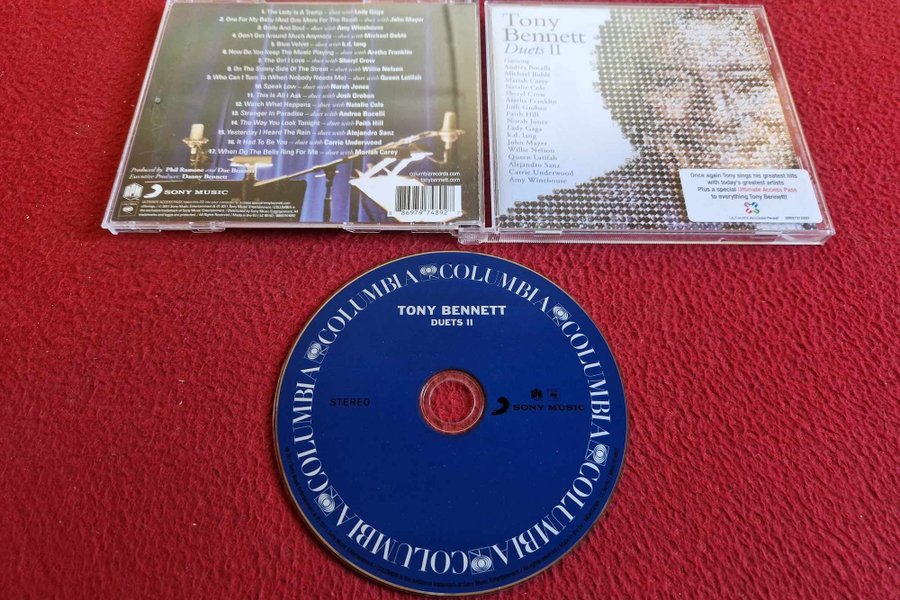 1. The Lady Is A Tramp – duet with Lady Gaga
2. One For My Baby (And One More For The Road) – duet with John Mayer
3. Body And Soul – duet with Amy Winehouse
4. Don't Get Around Much Anymore – duet with Michael Bublé
5. Blue Velvet – duet with k.d. lang
6. How Do You Keep The Music Playing – duet with Aretha Franklin
7. The Girl I Love – duet with Sheryl Crow
8. On The Sunny Side Of The Street – duet with Willie Nelson
9. Who Can I Turn To (When Nobody Needs Me) – duet with Queen Latifah
10. Speak Low – duet with Norah Jones
11. This Is All I Ask – duet with Josh Groban
12. Watch What Happens – duet with Natalie Cole
13. Stranger In Paradise – duet with Andrea Bocelli
14. The Way You Look Tonight – duet with Faith Hill
15. Yesterday I Heard The Rain – duet with Alejandro Sanz
16. It Had To Be You – duet with Carrie Underwood
17. When Do The Bells Ring For Me – duet with Mariah Carey
Produced by Phil Ramone and Dae Bennett
Executive Producer: Danny Bennett
SONY MUSIC
columbiarecords.com
tonybennett.com
86979 74892
Tony
Bennett
Duets II
Featuring
Andrea Bocelli
Michael Bublé
Mariah Carey
Natalie Cole
Sheryl Crow
Aretha Franklin
Josh Groban
Faith Hill
Norah Jones
Lady Gaga
k.d. lang
John Mayer
Willie Nelson
Queen Latifah
Alejandro Sanz
Carrie Underwood
Amy Winehouse
Once again Tony sings his greatest hits
with today's greatest artists
Plus a special Ultimate Access Pass
to everything Tony Bennett!
COLUMBIA COLUMBIA COLUMBIA COLUMBIA COLUMBIA COLUMBIA COLUMBIA
TONY BENNETT
DUETS II
STEREO
SONY MUSIC